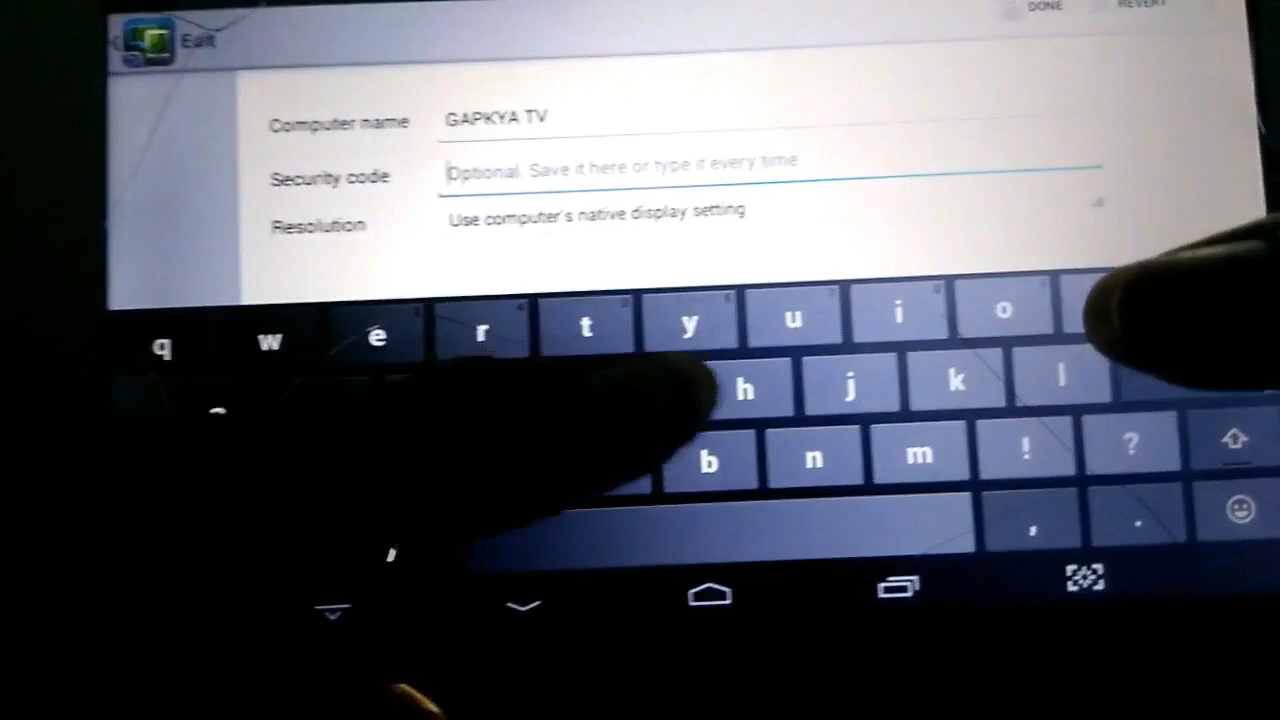 Edit
DONE
REVERT
Computer name GAPKYA TV
Security code Optional. Save it here or type it every time
Resolution Use computer's native display setting
q w e r t y u i o
h j k l
b n m ! ?
/ , .